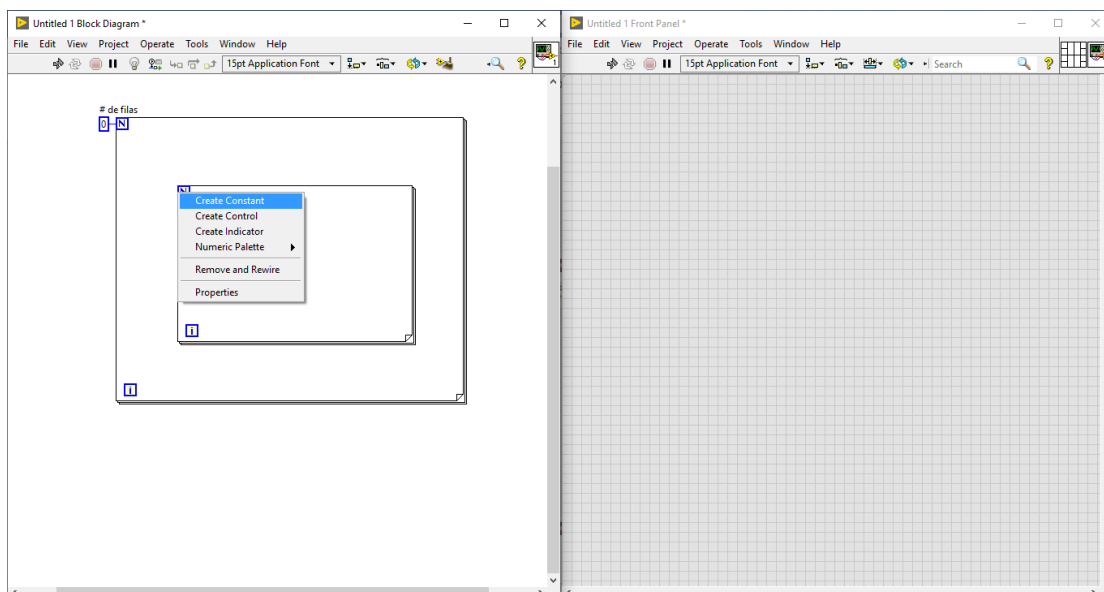 Untitled 1 Block Diagram *
File Edit View Project Operate Tools Window Help
15pt Application Font
# de filas
0 N
N
Create Constant
Create Control
Create Indicator
Numeric Palette
Remove and Rewire
Properties
i
i
Untitled 1 Front Panel *
File Edit View Project Operate Tools Window Help
15pt Application Font Search